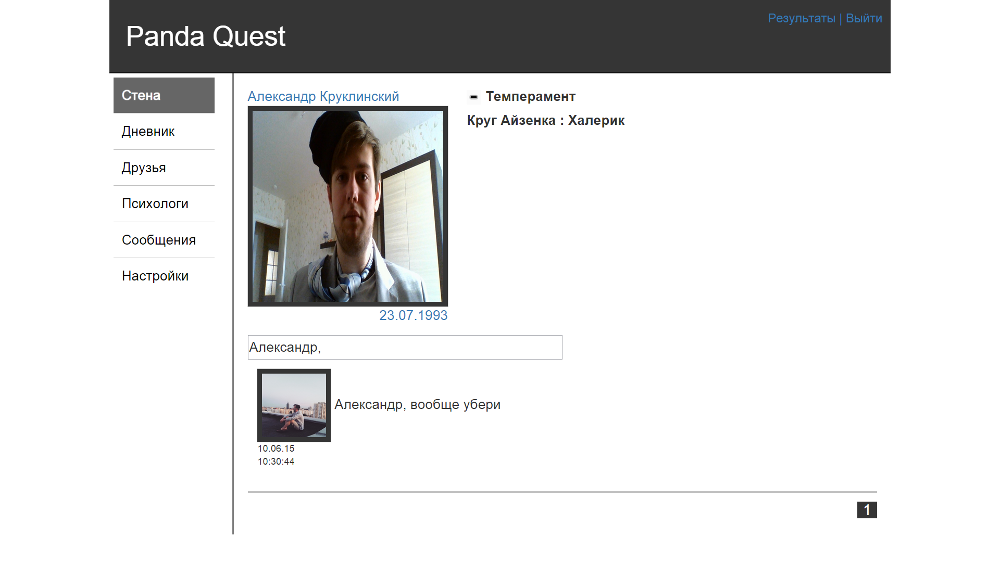 Panda Quest
Результаты | Выйти
Стена
Дневник
Друзья
Психологи
Сообщения
Настройки
Александр Круклинский
23.07.1993
Темперамент
Круг Айзенка : Халерик
Александр,
Александр, вообще убери
10.06.15
10:30:44
1